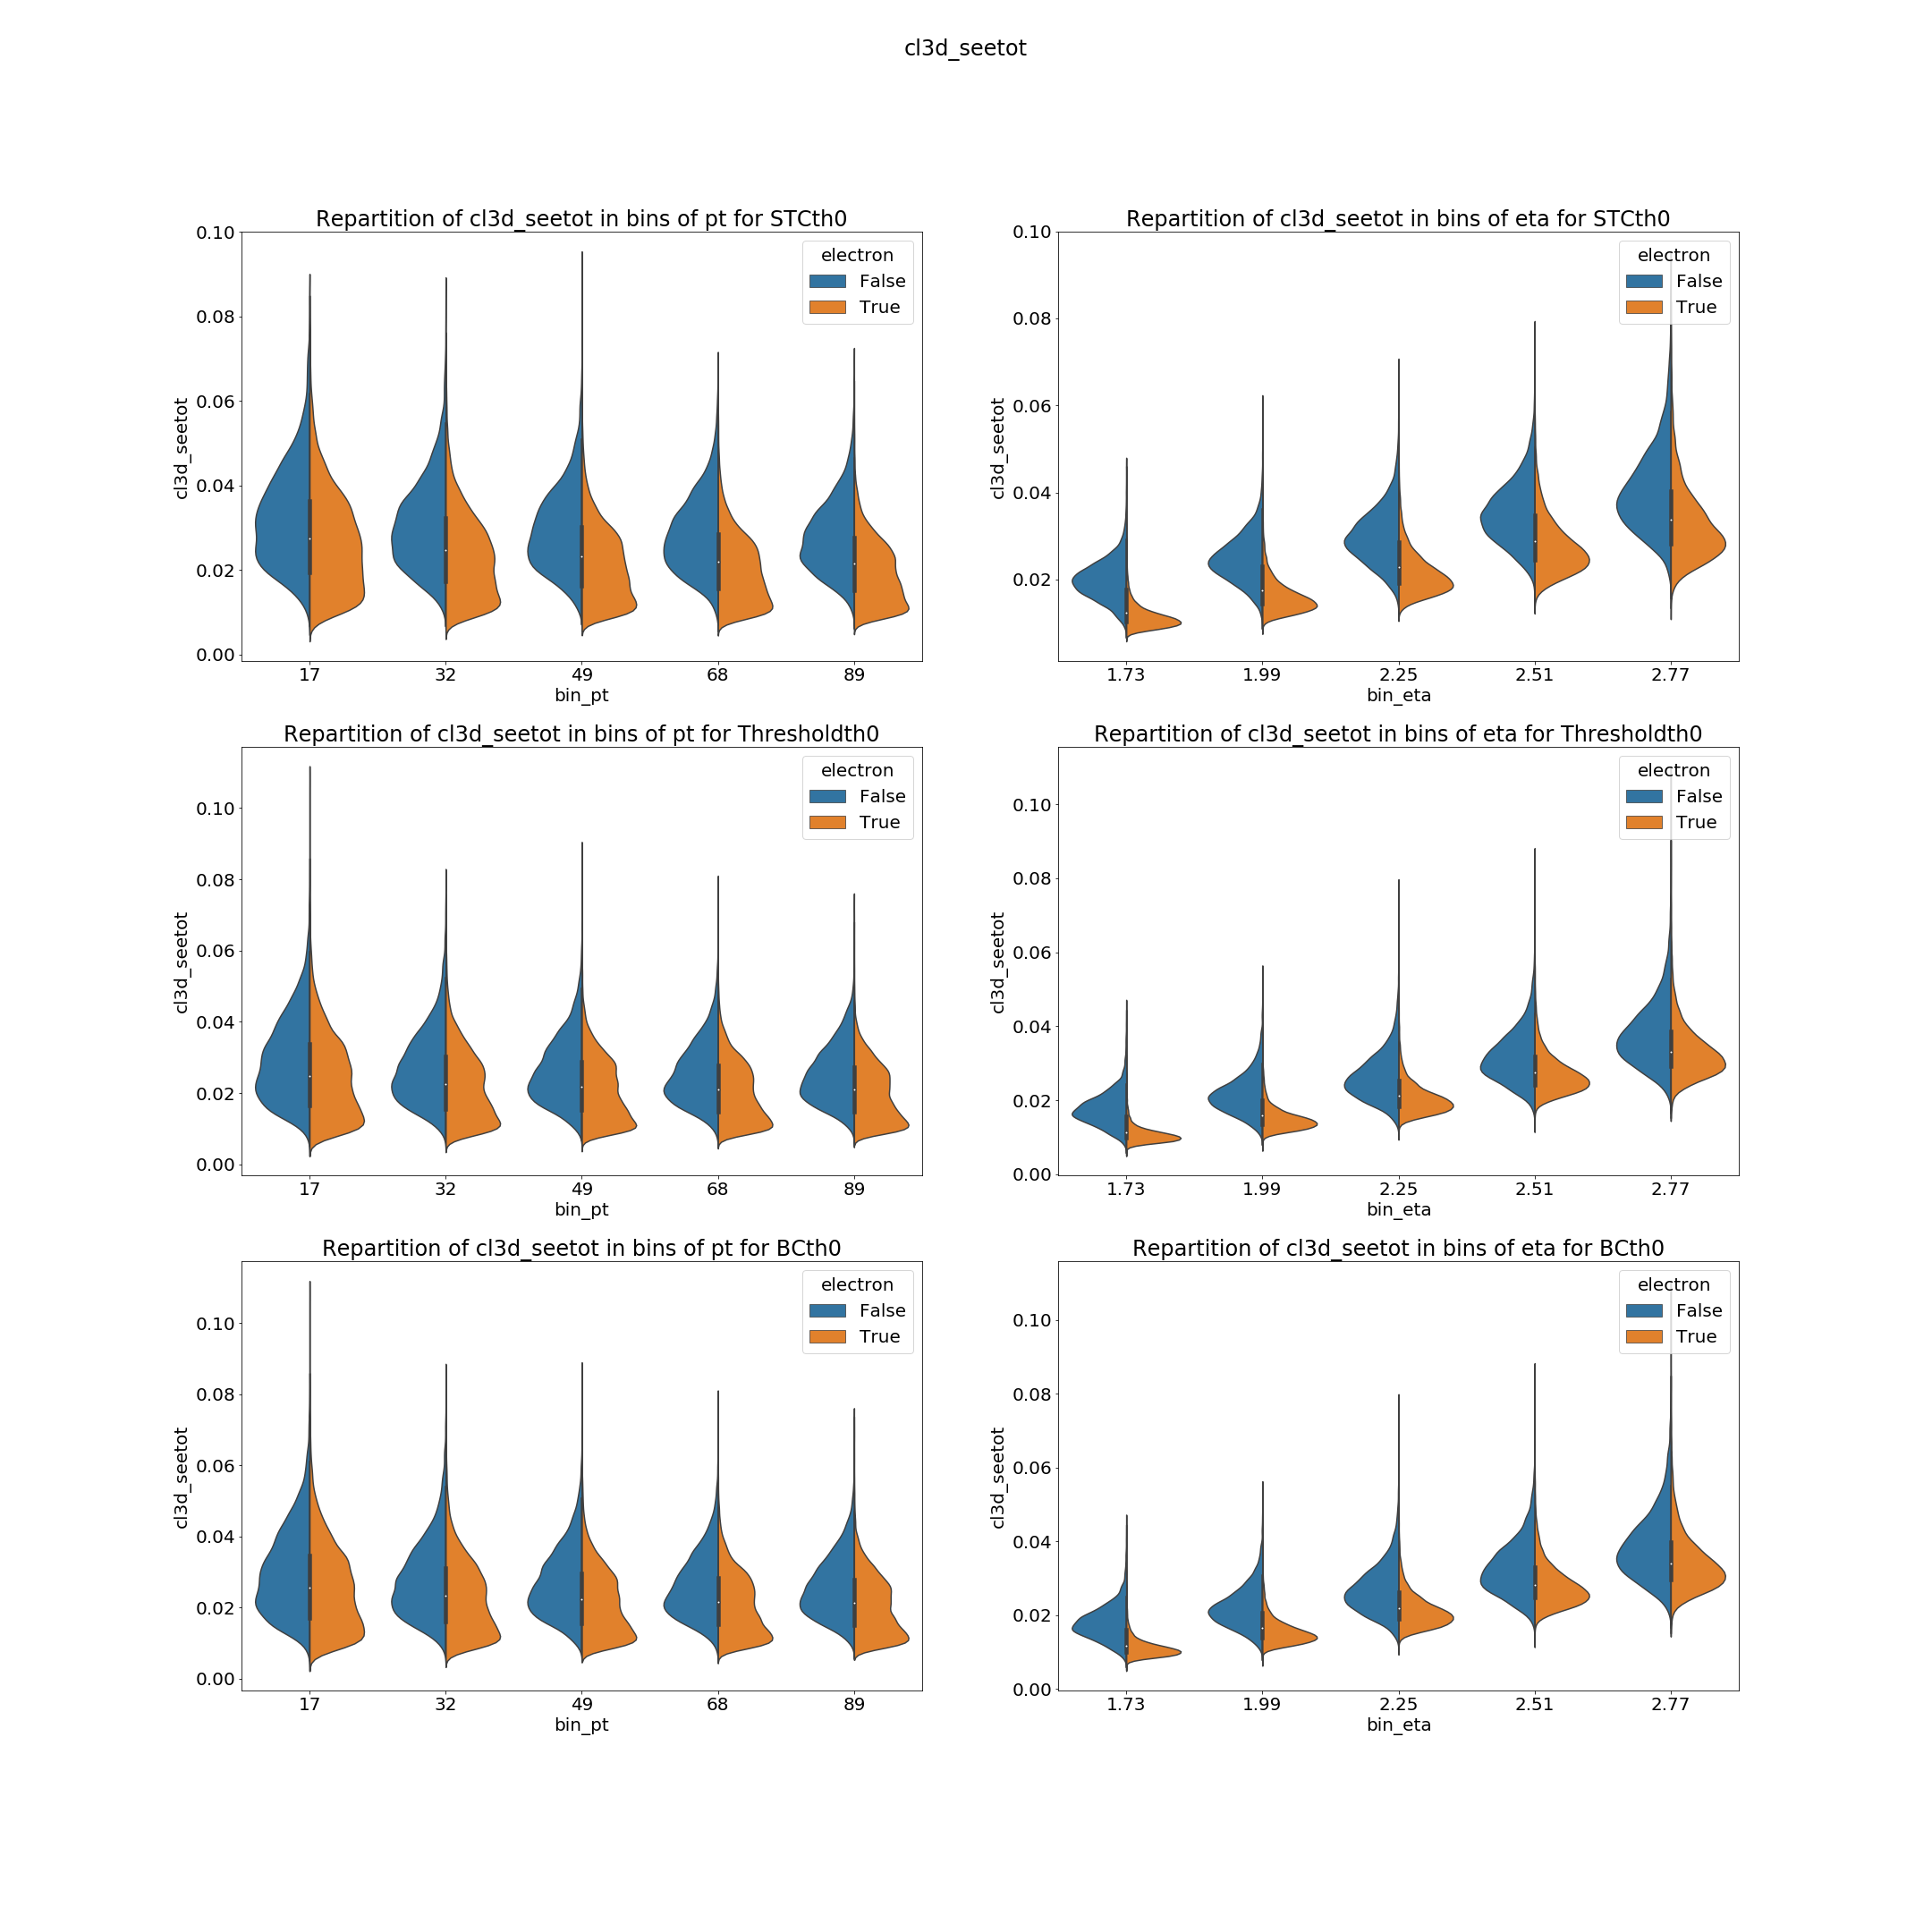 cl3d_seetot
Repartition of cl3d_seetot in bins of pt for STCth0
0.10
0.08
0.06
0.04
0.02
0.00
cl3d_seetot
electron
False
True
17 32 49 68 89
bin_pt
Repartition of cl3d_seetot in bins of eta for STCth0
0.10
0.08
0.06
0.04
0.02
cl3d_seetot
electron
False
True
1.73 1.99 2.25 2.51 2.77
bin_eta
Repartition of cl3d_seetot in bins of pt for Thresholdth0
0.10
0.08
0.06
0.04
0.02
0.00
cl3d_seetot
electron
False
True
17 32 49 68 89
bin_pt
Repartition of cl3d_seetot in bins of eta for Thresholdth0
0.10
0.08
0.06
0.04
0.02
0.00
cl3d_seetot
electron
False
True
1.73 1.99 2.25 2.51 2.77
bin_eta
Repartition of cl3d_seetot in bins of pt for BCth0
0.10
0.08
0.06
0.04
0.02
0.00
cl3d_seetot
electron
False
True
17 32 49 68 89
bin_pt
Repartition of cl3d_seetot in bins of eta for BCth0
0.10
0.08
0.06
0.04
0.02
0.00
cl3d_seetot
electron
False
True
1.73 1.99 2.25 2.51 2.77
bin_eta